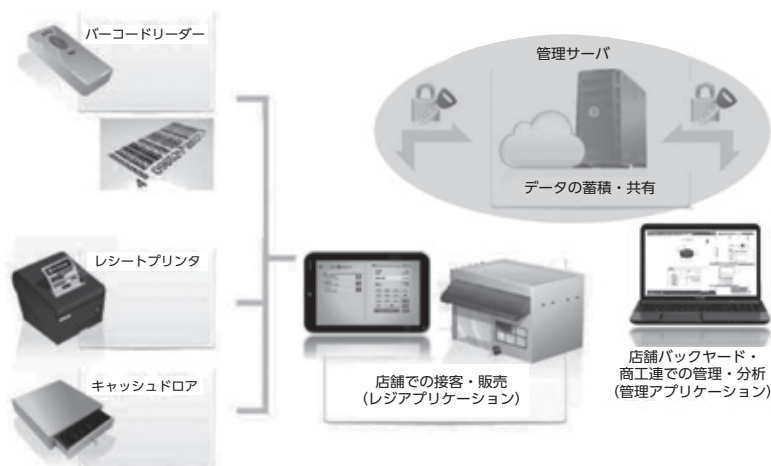 バーコードリーダー
管理サーバ
データの蓄積・共有
レシートプリンタ
キャッシュドロア
店舗での接客・販売
(レジアプリケーション)
店舗バックヤード・
商工連での管理・分析
(管理アプリケーション)